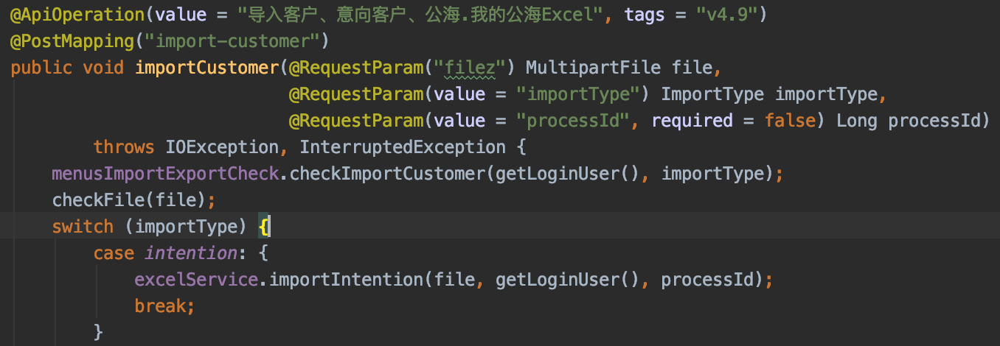 @ApiOperation(value = "导入客户、意向客户、公海.我的公海Excel", tags = "v4.9")
@PostMapping("import-customer")
public void importCustomer(@RequestParam("filez") MultipartFile file,
@RequestParam(value = "importType") ImportType importType,
@RequestParam(value = "processId", required = false) Long processId)
throws IOException, InterruptedException {
menusImportExportCheck.checkImportCustomer(getLoginUser(), importType);
checkFile(file);
switch (importType) {
case intention: {
excelService.importIntention(file, getLoginUser(), processId);
break;
}